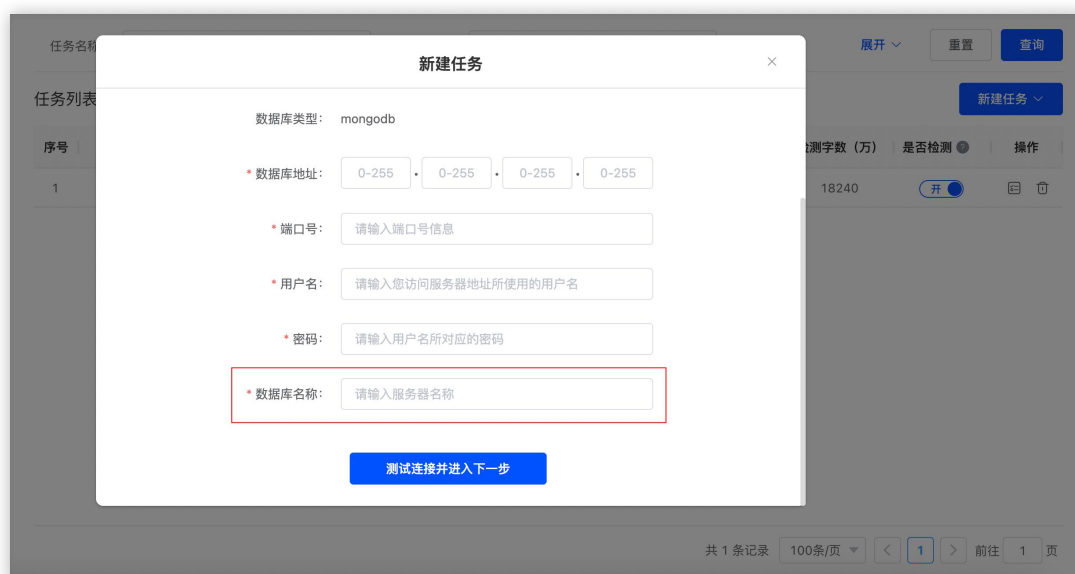 任务名称
展开
重置
查询
新建任务
任务列表
新建任务
数据库类型： mongodb
序号
检测字数（万） 是否检测 操作
* 数据库地址： 0-255 . 0-255 . 0-255 . 0-255
1
18240 开
* 端口号： 请输入端口号信息
* 用户名： 请输入您访问服务器地址所使用的用户名
* 密码： 请输入用户名所对应的密码
* 数据库名称： 请输入服务器名称
测试连接并进入下一步
共 1 条记录 100条/页 1 前往 1 页